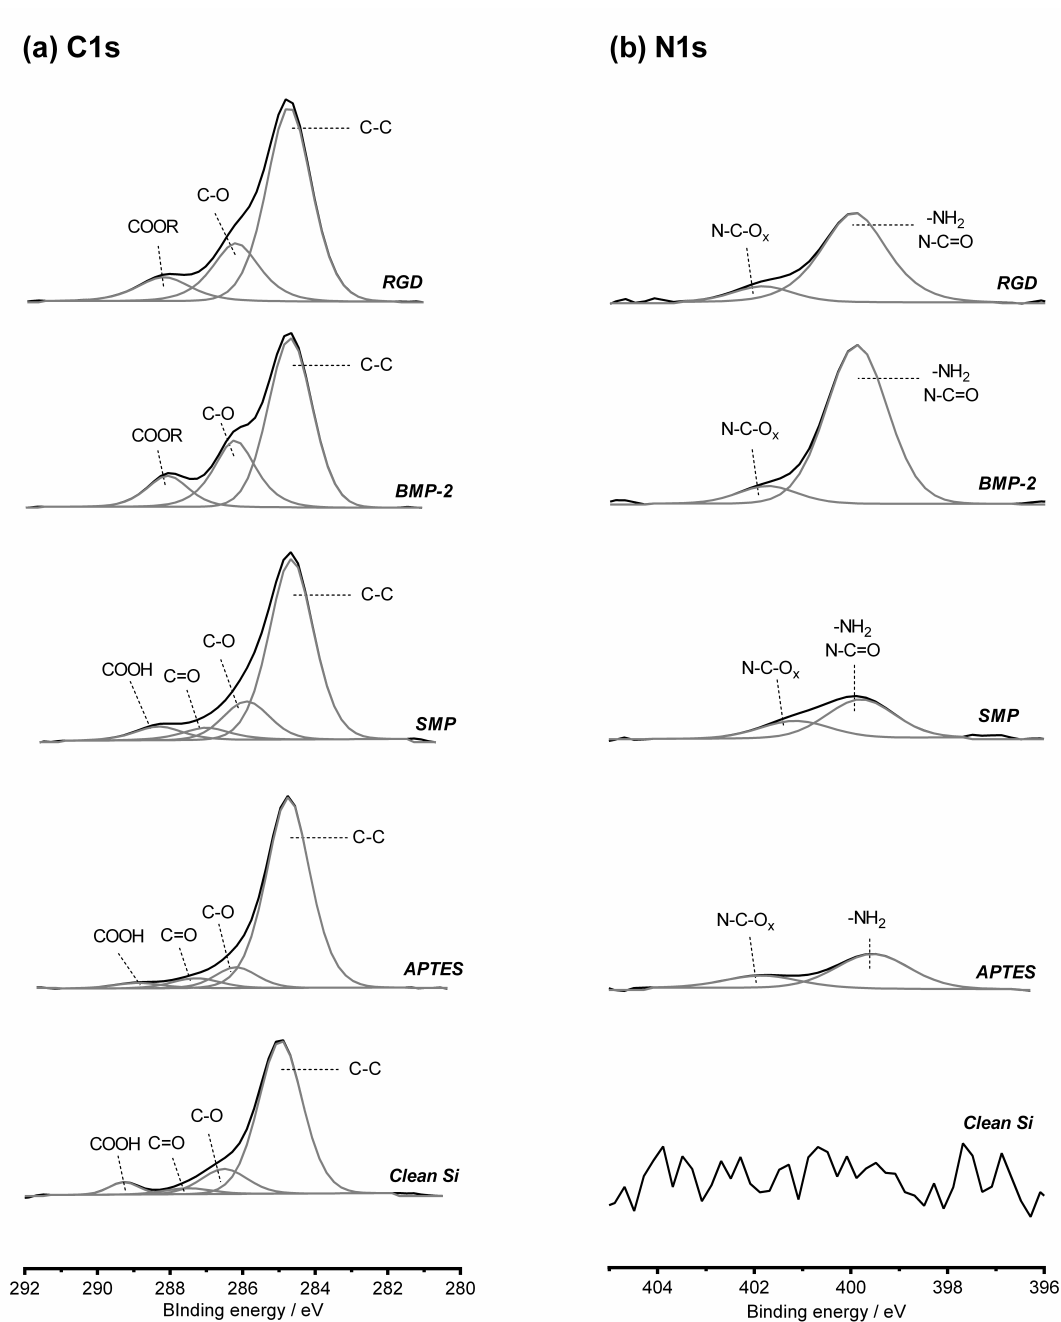 (a) C1s
C-C
C-O
COOR
RGD
C-C
C-O
COOR
BMP-2
C-C
C-O
COOH
C=O
SMP
C-C
C-O
COOH
C=O
APTES
C-C
C-O
COOH
C=O
Clean Si
292 290 288 286 284 282 280
BInding energy / eV
(b) N1s
-NH2
N-C=O
N-C-Ox
RGD
-NH2
N-C=O
N-C-Ox
BMP-2
-NH2
N-C=O
N-C-Ox
SMP
N-C-Ox
-NH2
APTES
Clean Si
404 402 400 398 396
Binding energy / eV